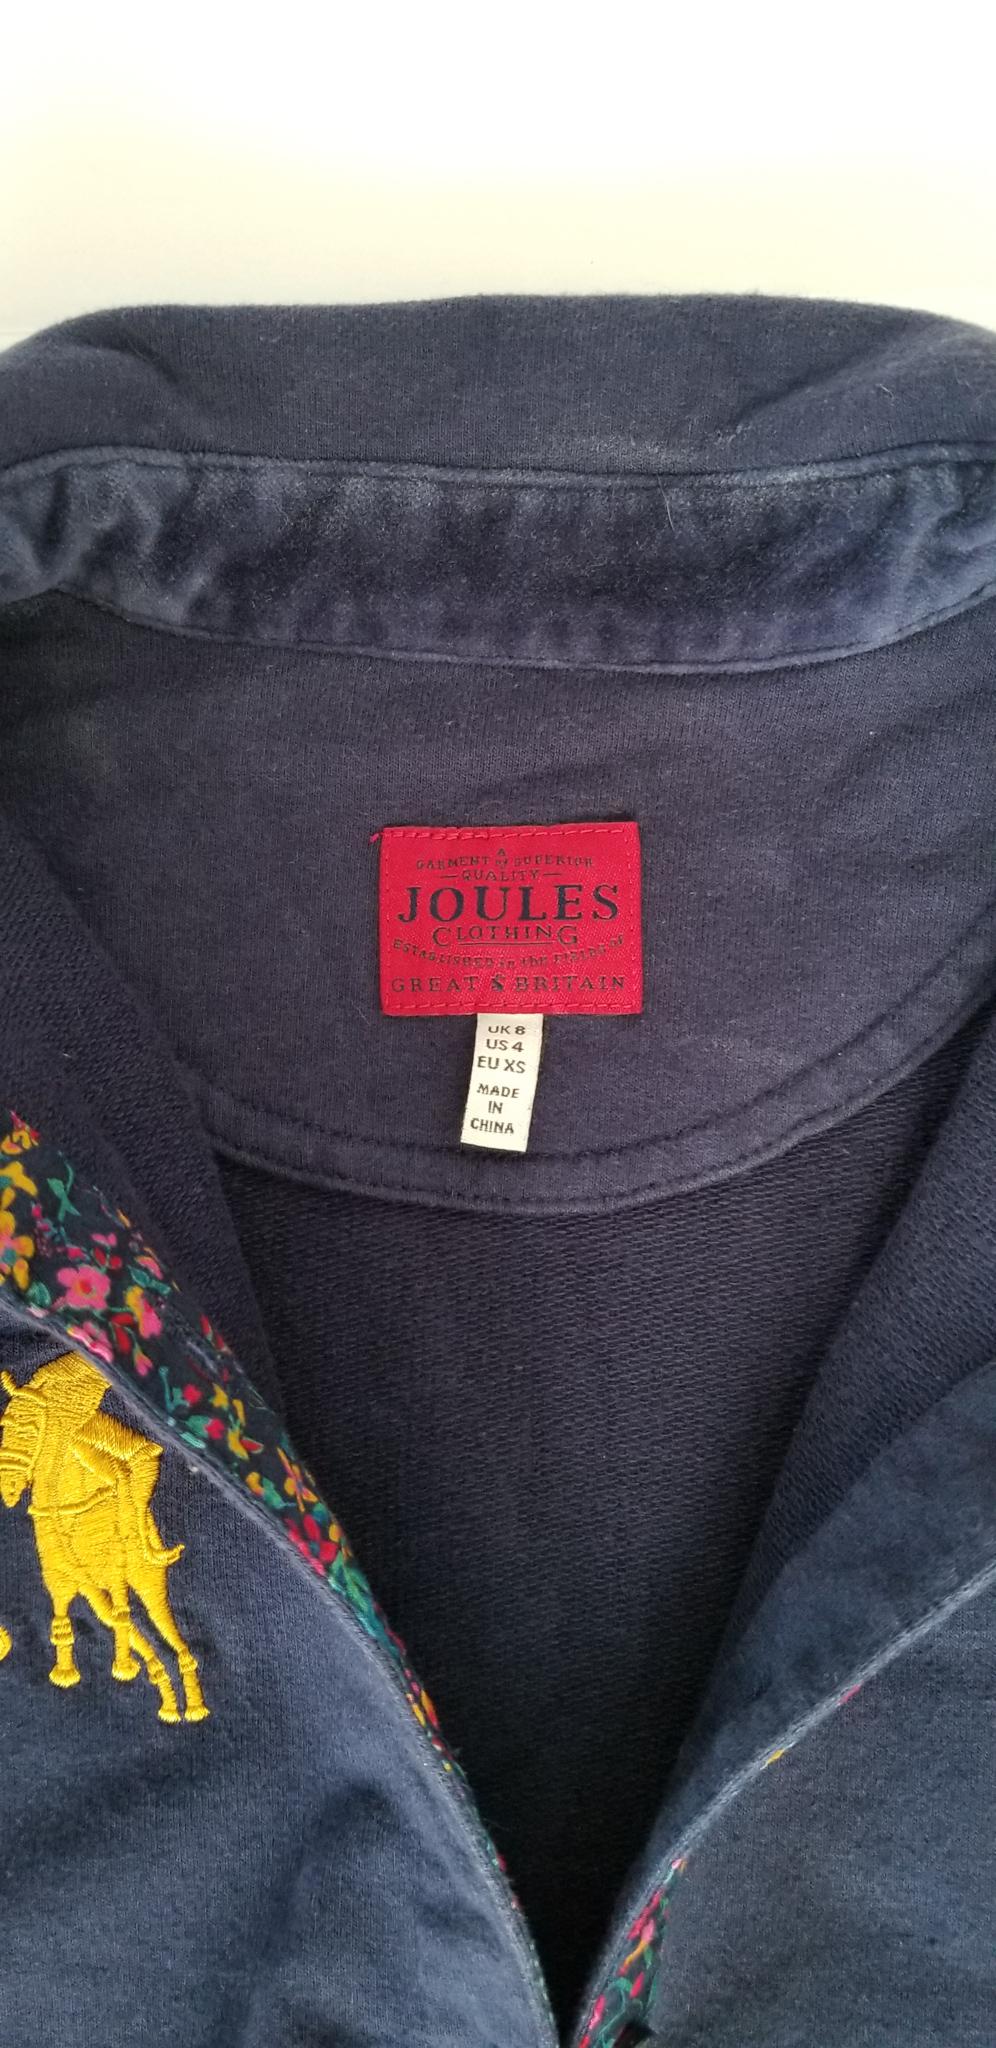 A
GARMENT OF SUPERIOR
QUALITY
JOULES
CLOTHING
ESTABLISHED in the FIELDS OF
GREAT & BRITAIN
UK 8
US 4
EU XS
MADE
IN
CHINA